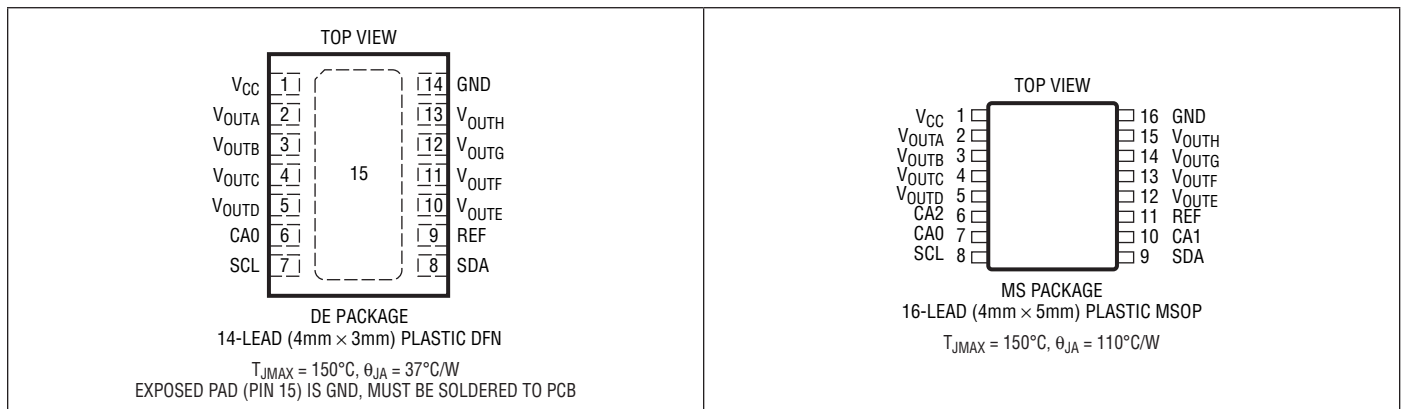 TOP VIEW
VCC 1 14 GND
VOUTA 2 13 VOUTH
VOUTB 3 12 VOUTG
VOUTC 4 15 11 VOUTF
VOUTD 5 10 VOUTE
CA0 6 9 REF
SCL 7 8 SDA
DE PACKAGE
14-LEAD (4mm × 3mm) PLASTIC DFN
TJMAX = 150°C, θJA = 37°C/W
EXPOSED PAD (PIN 15) IS GND, MUST BE SOLDERED TO PCB
TOP VIEW
VCC 1 16 GND
VOUTA 2 15 VOUTH
VOUTB 3 14 VOUTG
VOUTC 4 13 VOUTF
VOUTD 5 12 VOUTE
CA2 6 11 REF
CA0 7 10 CA1
SCL 8 9 SDA
MS PACKAGE
16-LEAD (4mm × 5mm) PLASTIC MSOP
TJMAX = 150°C, θJA = 110°C/W